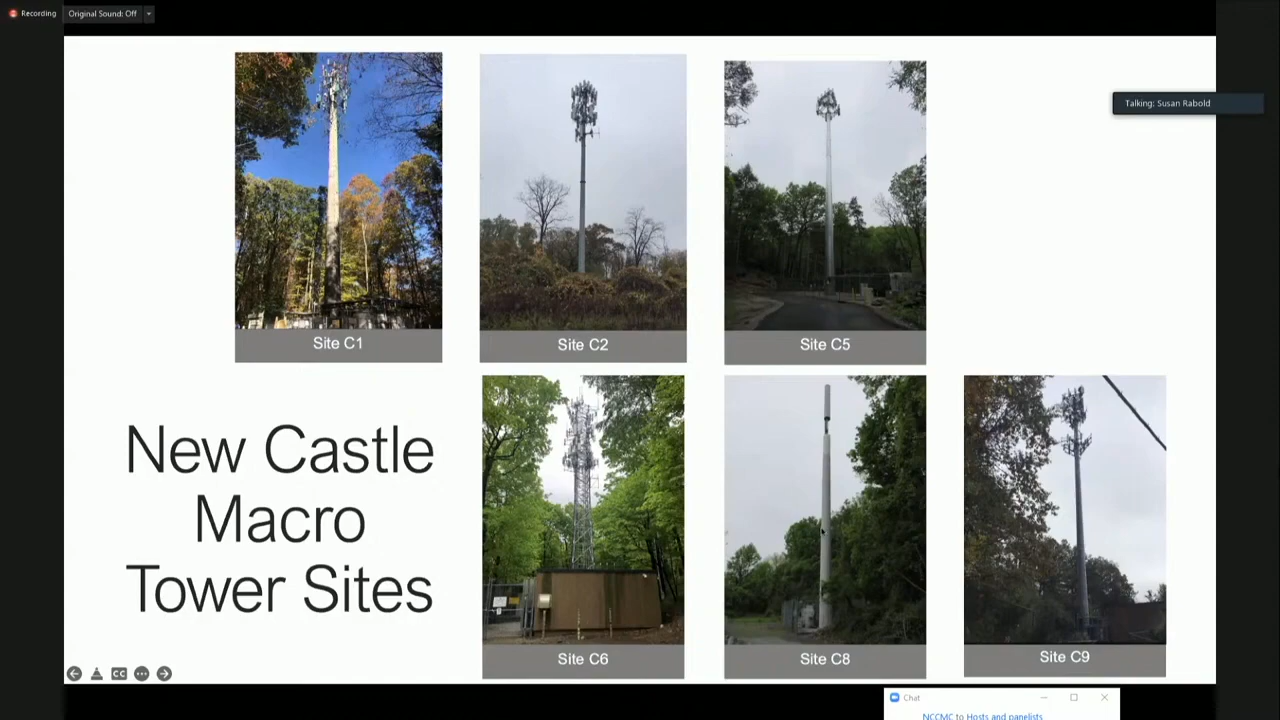 Recording
Original Sound: Off
Talking: Susan Rabold
Site C1
Site C2
Site C5
New Castle
Macro
Tower Sites
Site C6
Site C8
Site C9
CC
Chat
NCCMC to Hosts and panelists